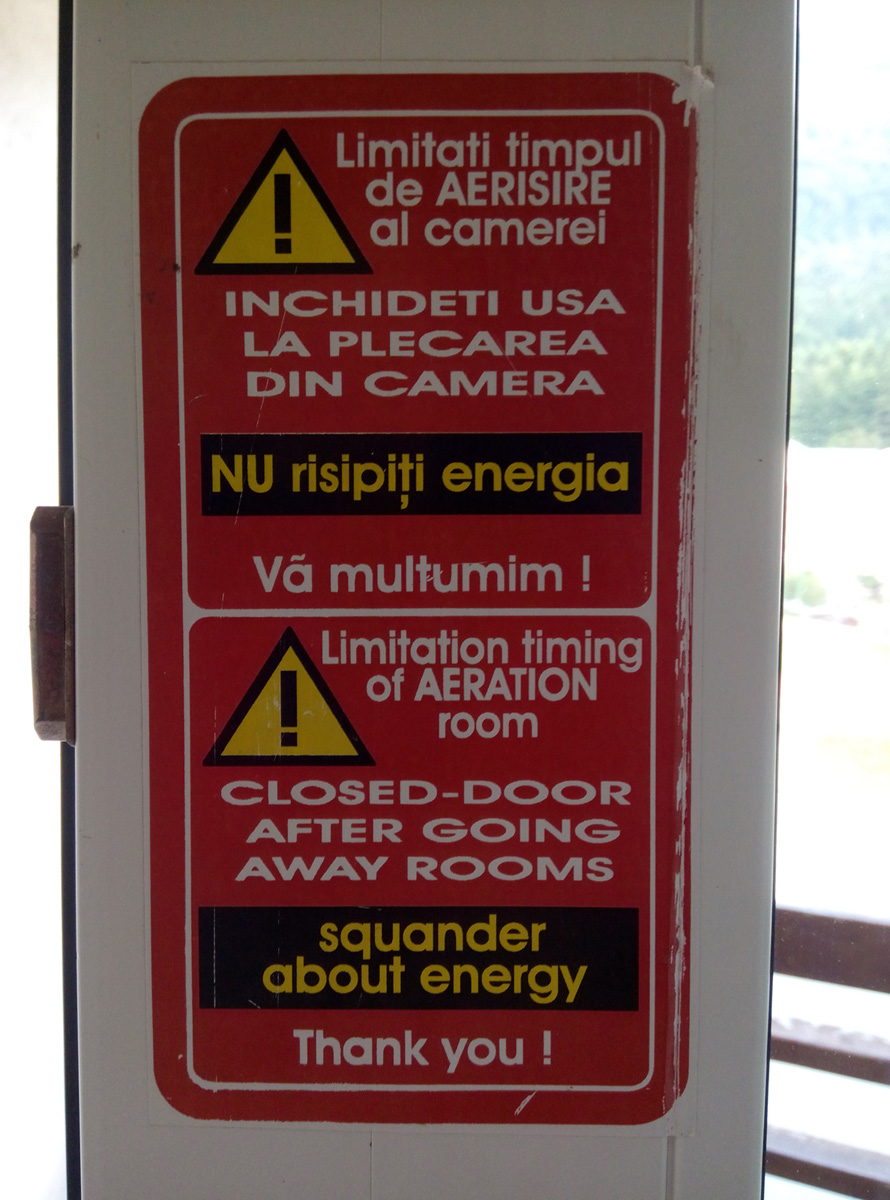 Limitati timpul
de AERISIRE
al camerei
INCHIDETI USA
LA PLECAREA
DIN CAMERA
NU risipiți energia
Vã multumim !
Limitation timing
of AERATION
room
CLOSED-DOOR
AFTER GOING
AWAY ROOMS
squander
about energy
Thank you !